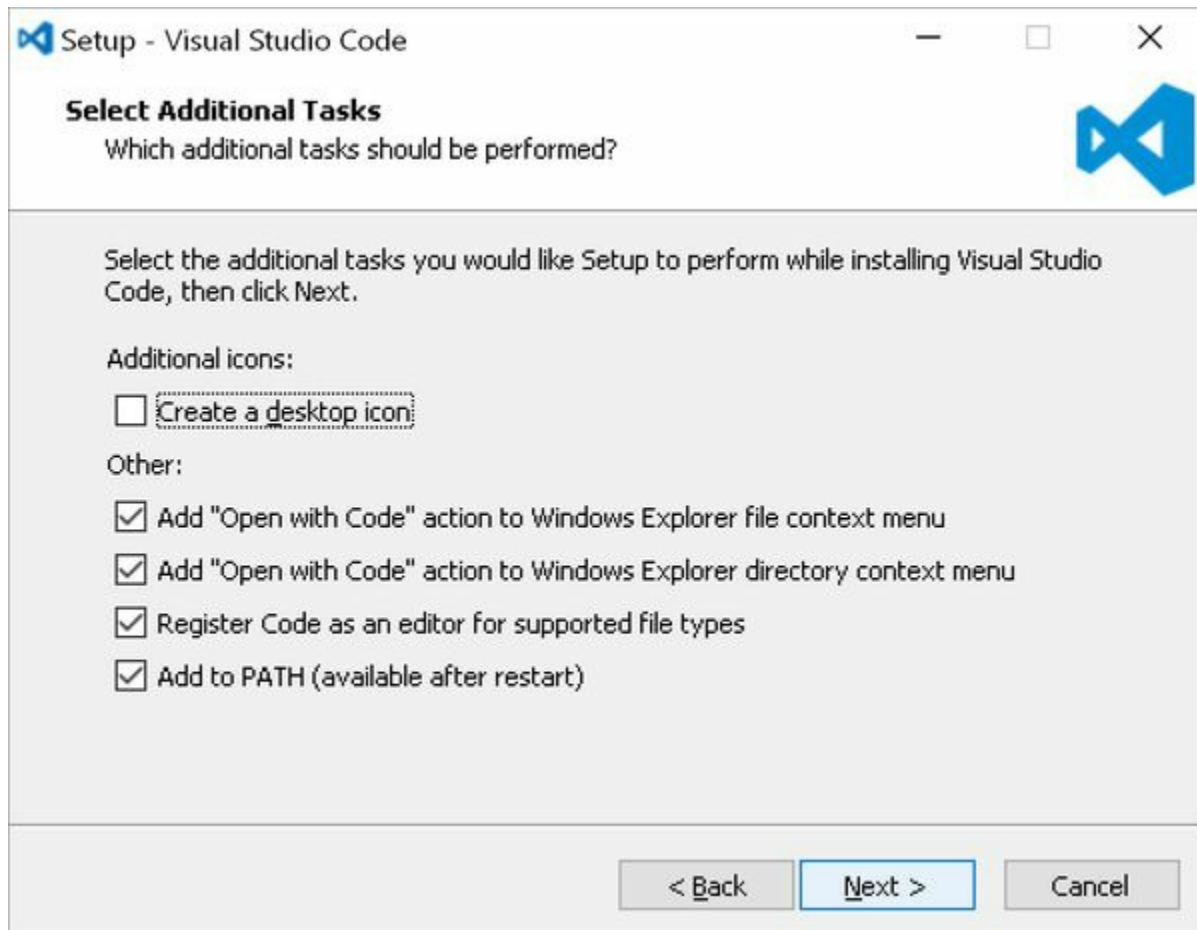 Setup - Visual Studio Code
Select Additional Tasks
Which additional tasks should be performed?
Select the additional tasks you would like Setup to perform while installing Visual Studio
Code, then click Next.
Additional icons:
Create a desktop icon
Other:
Add "Open with Code" action to Windows Explorer file context menu
Add "Open with Code" action to Windows Explorer directory context menu
Register Code as an editor for supported file types
Add to PATH (available after restart)
< Back Next > Cancel